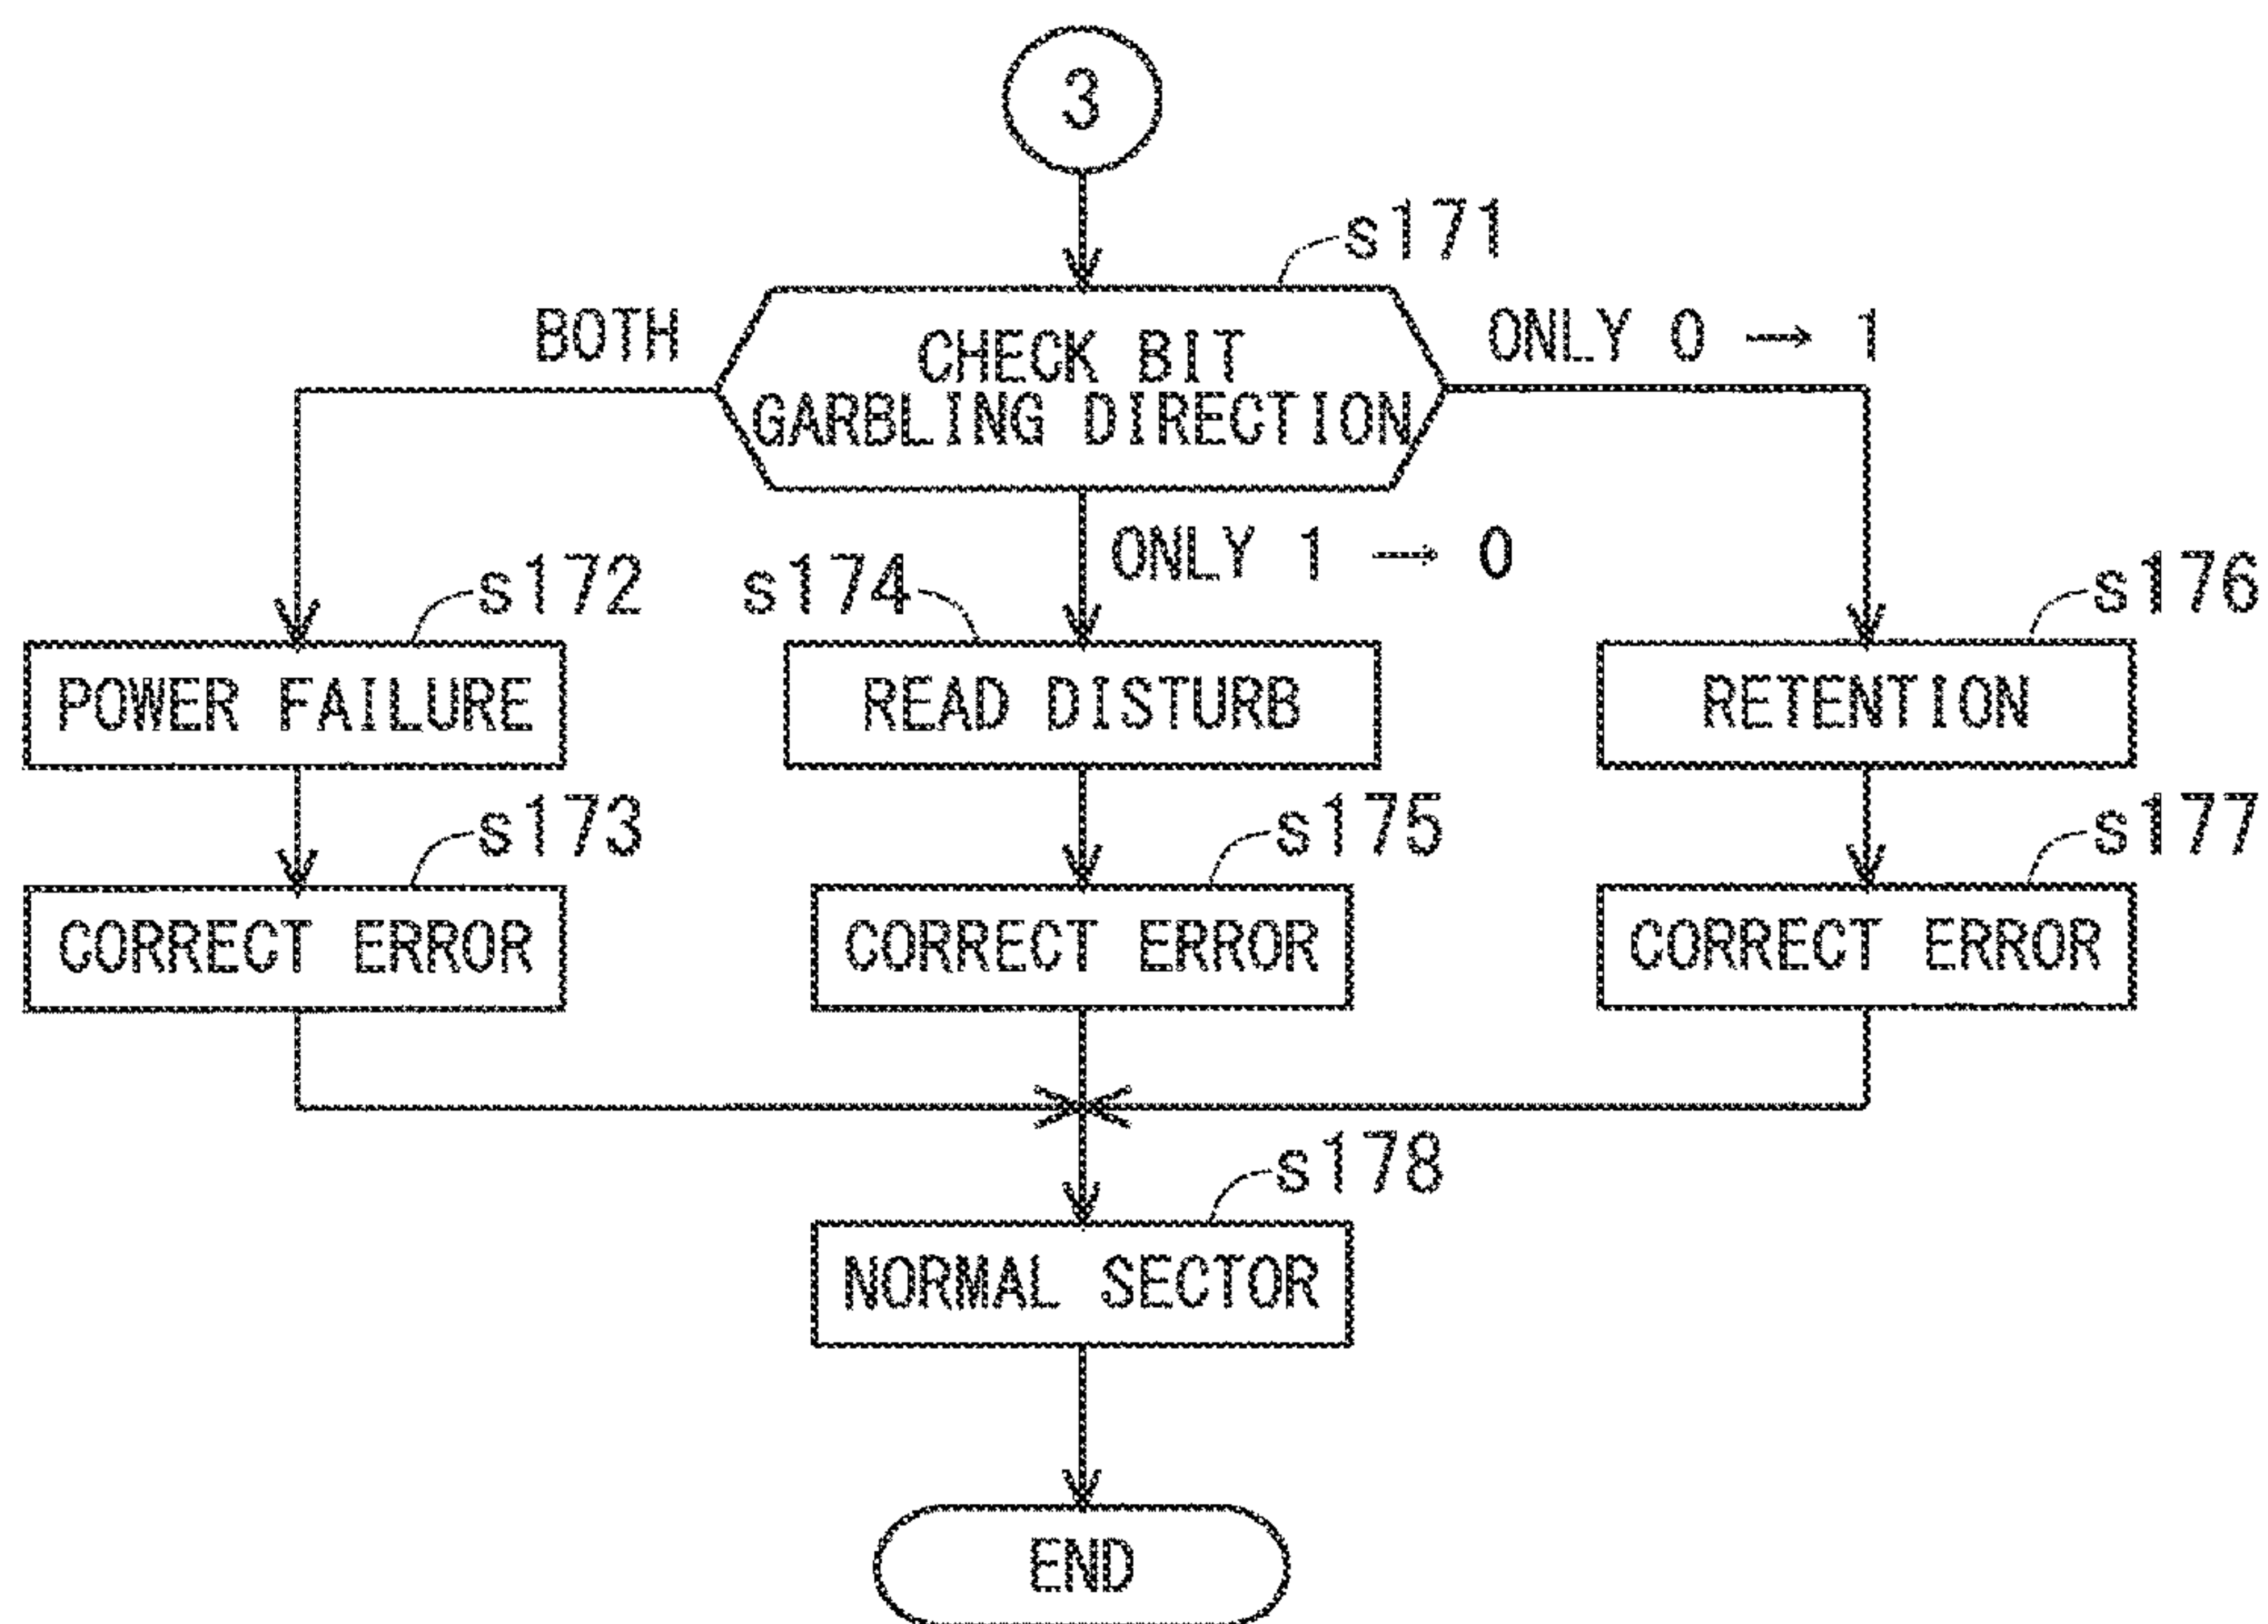 3
s171
BOTH
CHECK BIT
GARBLING DIRECTION
ONLY 0 → 1
ONLY 1 → 0
s172
s174
s176
POWER FAILURE
READ DISTURB
RETENTION
s173
s175
s177
CORRECT ERROR
CORRECT ERROR
CORRECT ERROR
s178
NORMAL SECTOR
END